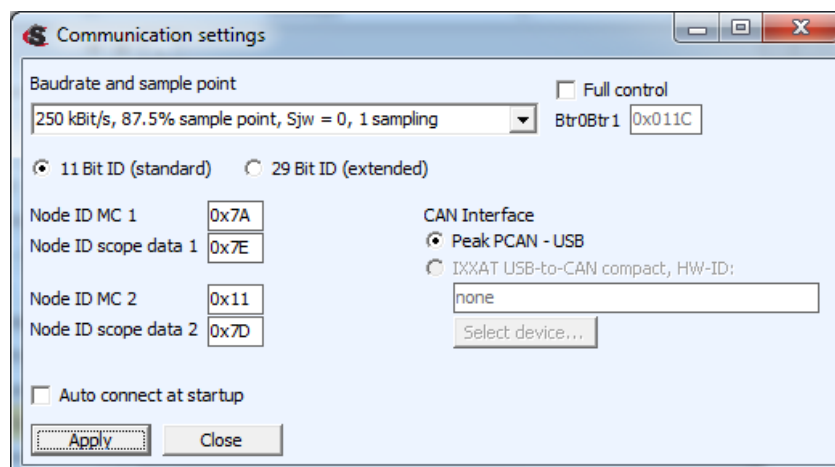 Communication settings
Baudrate and sample point
250 kBit/s, 87.5% sample point, Sjw = 0, 1 sampling
Full control
Btr0Btr1 0x011C
11 Bit ID (standard) 29 Bit ID (extended)
Node ID MC 1 0x7A
Node ID scope data 1 0x7E
Node ID MC 2 0x11
Node ID scope data 2 0x7D
CAN Interface
Peak PCAN - USB
IXXAT USB-to-CAN compact, HW-ID:
none
Select device...
Auto connect at startup
Apply Close